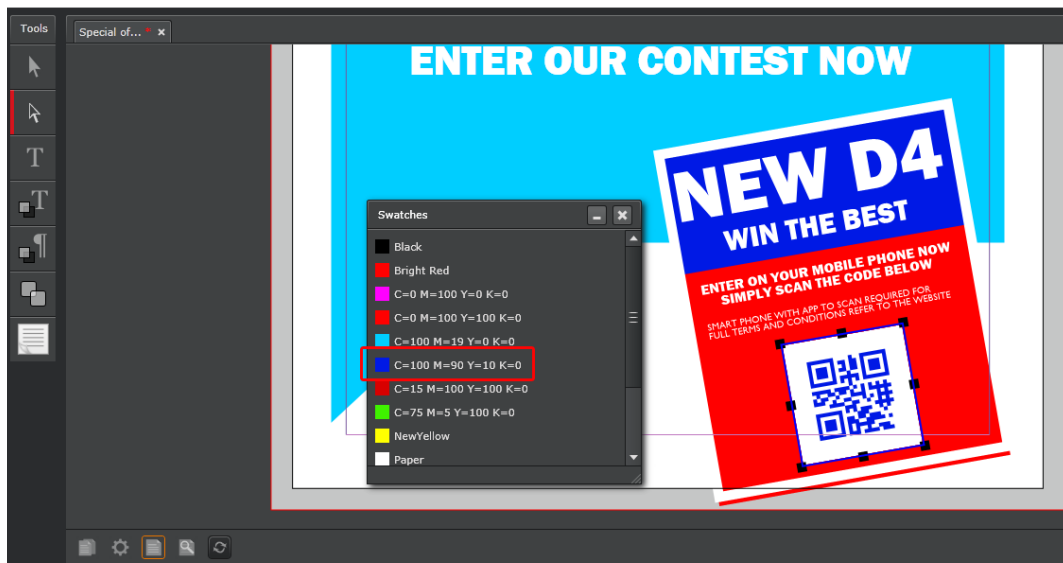 Tools
Special of... * x
ENTER OUR CONTEST NOW
NEW D4
WIN THE BEST
ENTER ON YOUR MOBILE PHONE NOW
SIMPLY SCAN THE CODE BELOW
SMART PHONE WITH APP TO SCAN REQUIRED FOR
FULL TERMS AND CONDITIONS REFER TO THE WEBSITE
Swatches
Black
Bright Red
C=0 M=100 Y=0 K=0
C=0 M=100 Y=100 K=0
C=100 M=19 Y=0 K=0
C=100 M=90 Y=10 K=0
C=15 M=100 Y=100 K=0
C=75 M=5 Y=100 K=0
NewYellow
Paper